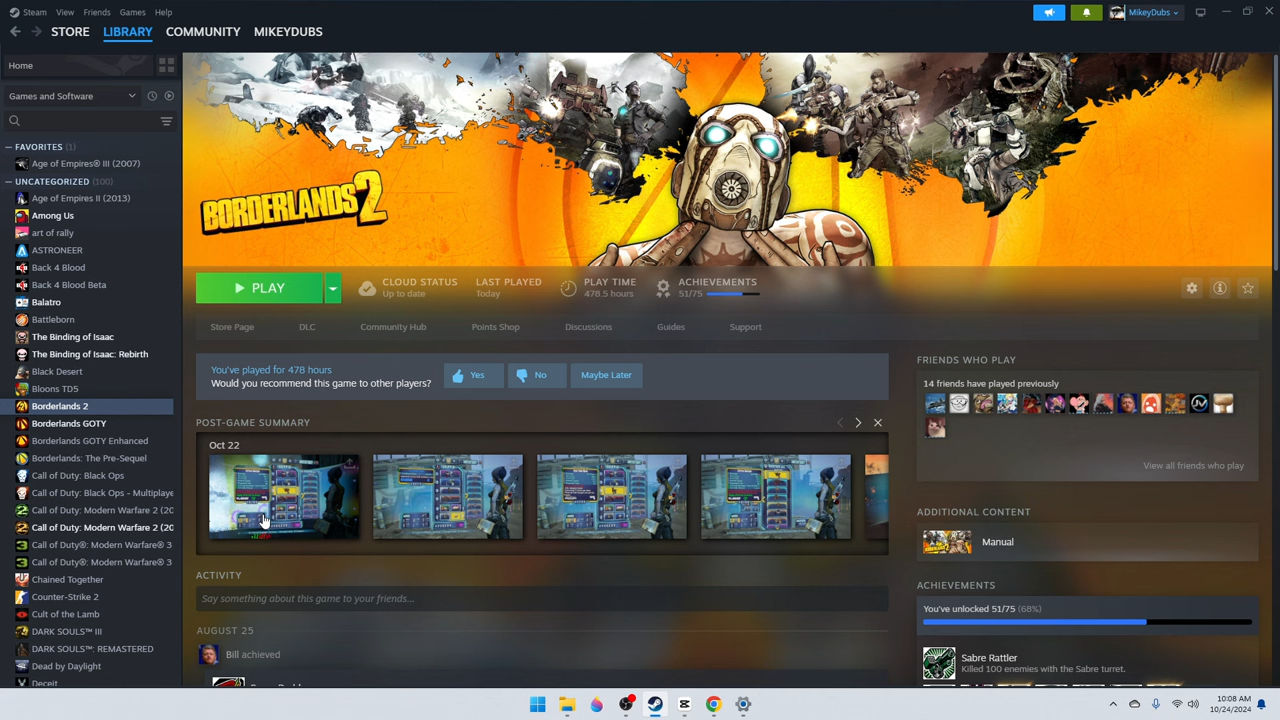 Steam View Friends Games Help MikeyDubs
STORE LIBRARY COMMUNITY MIKEYDUBS
Home
Games and Software
FAVORITES (1)
Age of Empires® III (2007)
UNCATEGORIZED (100)
Age of Empires II (2013)
Among Us
art of rally
ASTRONEER
Back 4 Blood
Back 4 Blood Beta
Balatro
Battleborn
The Binding of Isaac
The Binding of Isaac: Rebirth
Black Desert
Bloons TD5
Borderlands 2
Borderlands GOTY
Borderlands GOTY Enhanced
Borderlands: The Pre-Sequel
Call of Duty: Black Ops
Call of Duty: Black Ops - Multiplaye
Call of Duty: Modern Warfare 2 (20
Call of Duty: Modern Warfare 2 (20
Call of Duty®: Modern Warfare® 3
Call of Duty®: Modern Warfare® 3
Chained Together
Counter-Strike 2
Cult of the Lamb
DARK SOULS™ III
DARK SOULS™: REMASTERED
Dead by Daylight
Deceit
BORDERLANDS 2
PLAY
CLOUD STATUS
Up to date
LAST PLAYED
Today
PLAY TIME
478.5 hours
ACHIEVEMENTS
51/75
Store Page DLC Community Hub Points Shop Discussions Guides Support
You've played for 478 hours
Would you recommend this game to other players?
Yes No Maybe Later
POST-GAME SUMMARY
Oct 22
ACTIVITY
Say something about this game to your friends...
AUGUST 25
Bill achieved
FRIENDS WHO PLAY
14 friends have played previously
View all friends who play
ADDITIONAL CONTENT
Manual
ACHIEVEMENTS
You've unlocked 51/75 (68%)
Sabre Rattler
Killed 100 enemies with the Sabre turret.
10:08 AM
10/24/2024